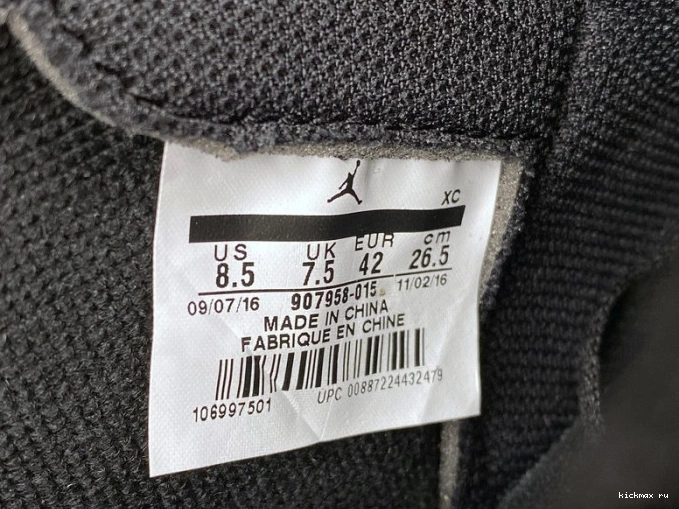 XC
US UK EUR cm
8.5 7.5 42 26.5
09/07/16 907958-015 11/02/16
MADE IN CHINA
FABRIQUE EN CHINE
106997501 UPC 00887224432479
kickmax ru